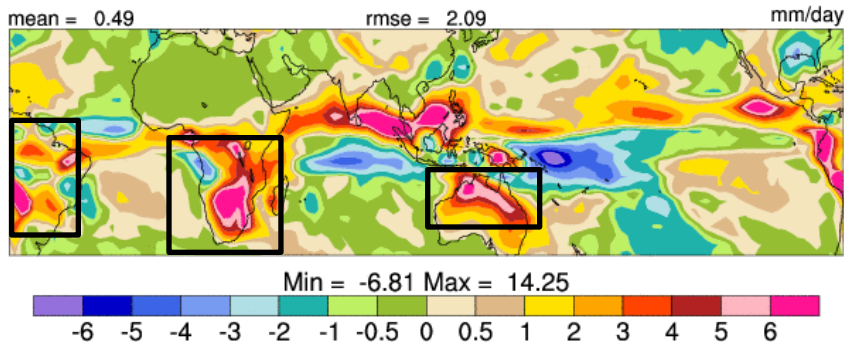 mean = 0.49 rmse = 2.09 mm/day
Min = -6.81 Max = 14.25
-6 -5 -4 -3 -2 -1 -0.5 0 0.5 1 2 3 4 5 6